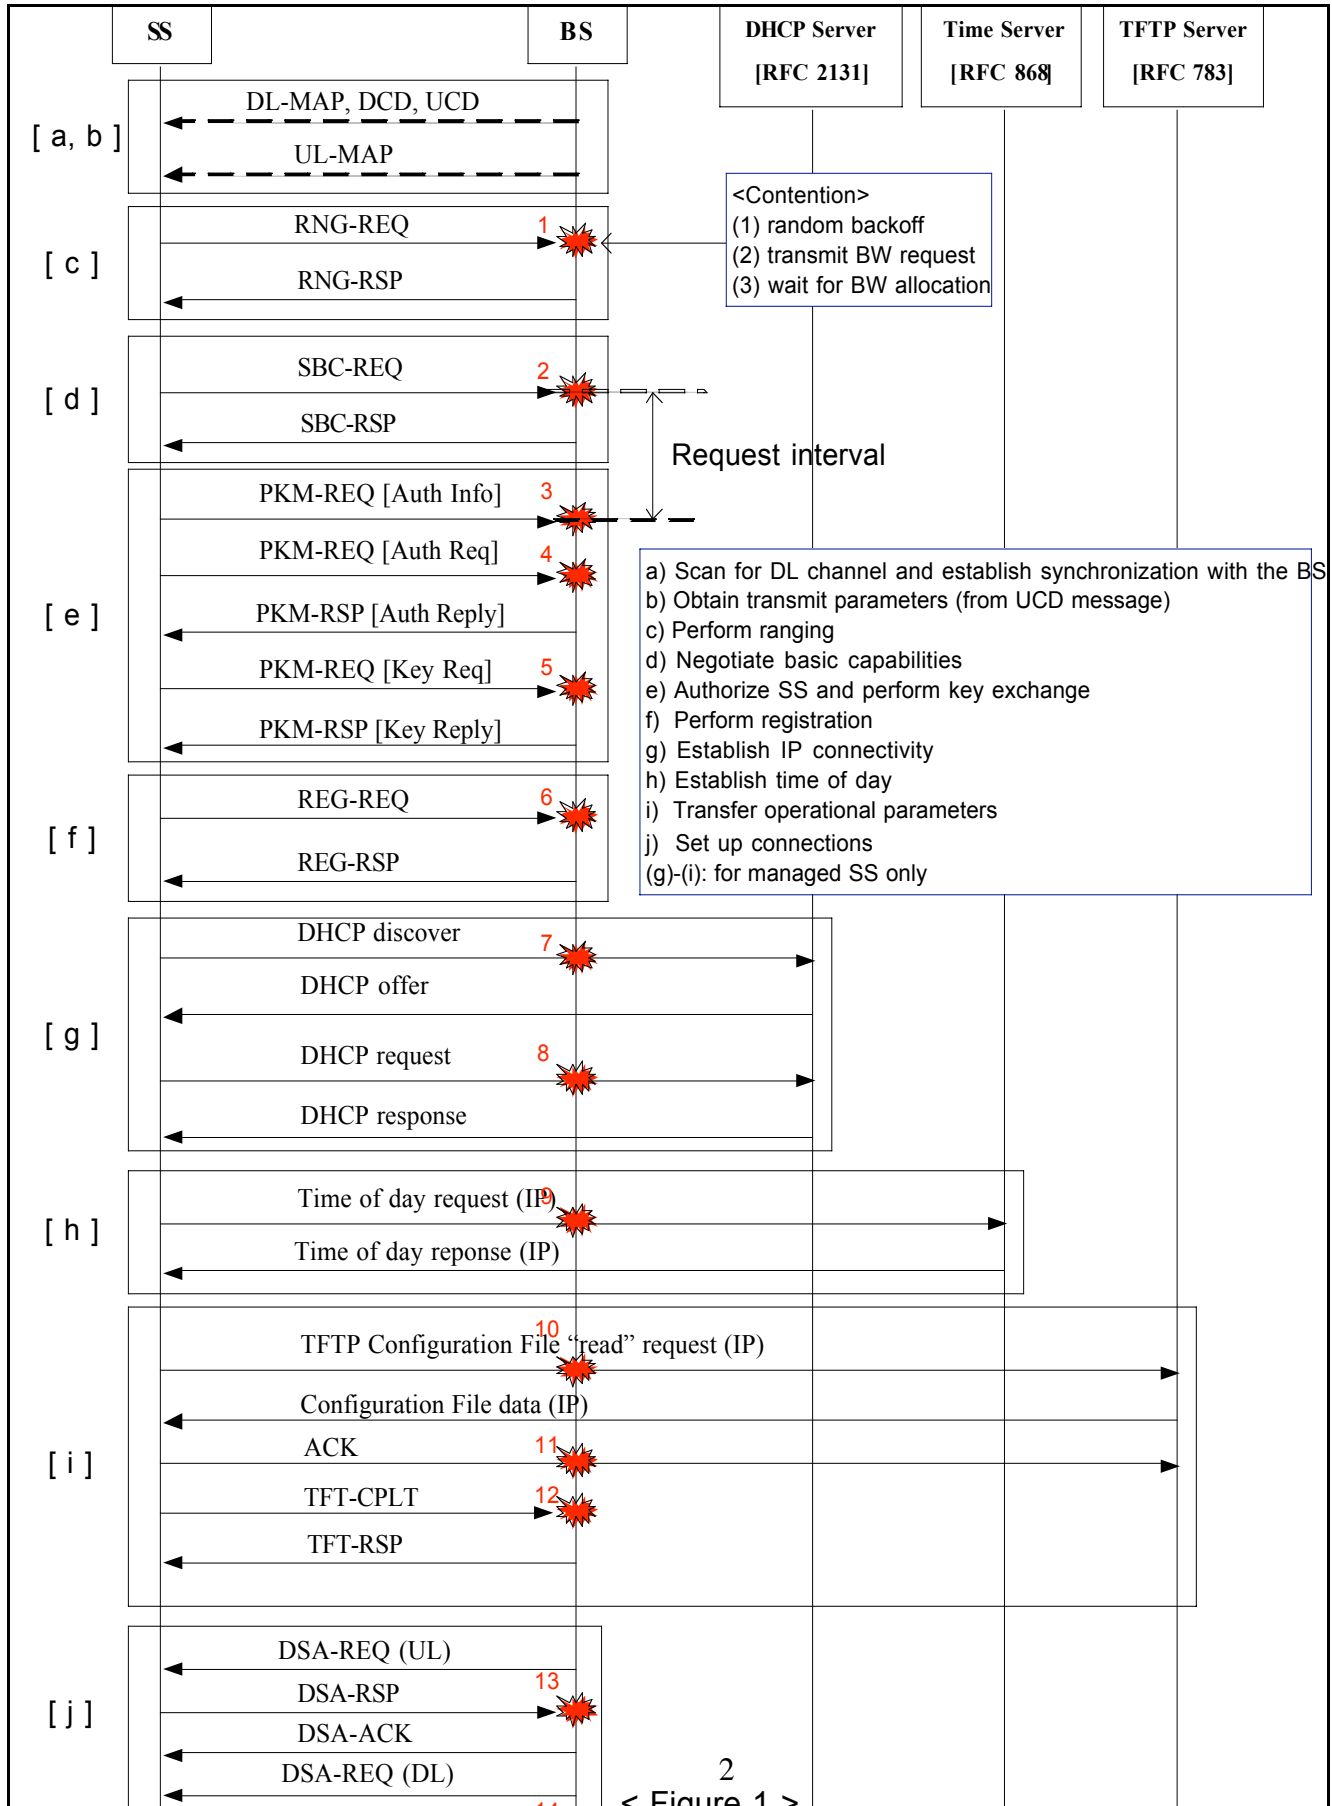 SS
BS
DHCP Server
[RFC 2131]
Time Server
[RFC 868]
TFTP Server
[RFC 783]
[ a, b ]
DL-MAP, DCD, UCD
UL-MAP
<Contention>
(1) random backoff
(2) transmit BW request
(3) wait for BW allocation
[ c ]
RNG-REQ
1
RNG-RSP
[ d ]
SBC-REQ
2
SBC-RSP
Request interval
[ e ]
PKM-REQ [Auth Info]
3
PKM-REQ [Auth Req]
4
PKM-RSP [Auth Reply]
PKM-REQ [Key Req]
5
PKM-RSP [Key Reply]
a) Scan for DL channel and establish synchronization with the BS
b) Obtain transmit parameters (from UCD message)
c) Perform ranging
d) Negotiate basic capabilities
e) Authorize SS and perform key exchange
f) Perform registration
g) Establish IP connectivity
h) Establish time of day
i) Transfer operational parameters
j) Set up connections
(g)-(i): for managed SS only
[ f ]
REG-REQ
6
REG-RSP
[ g ]
DHCP discover
7
DHCP offer
DHCP request
8
DHCP response
[ h ]
Time of day request (IP)
9
Time of day reponse (IP)
[ i ]
10
TFTP Configuration File “read” request (IP)
Configuration File data (IP)
ACK
11
TFT-CPLT
12
TFT-RSP
[ j ]
DSA-REQ (UL)
13
DSA-RSP
DSA-ACK
DSA-REQ (DL)
2
< Figure 1 >